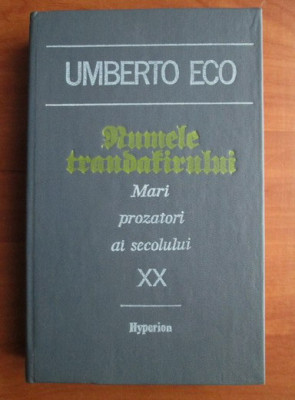 UMBERTO ECO
Numele
trandafirului
Mari
prozatori
ai secolului
XX
Hyperion